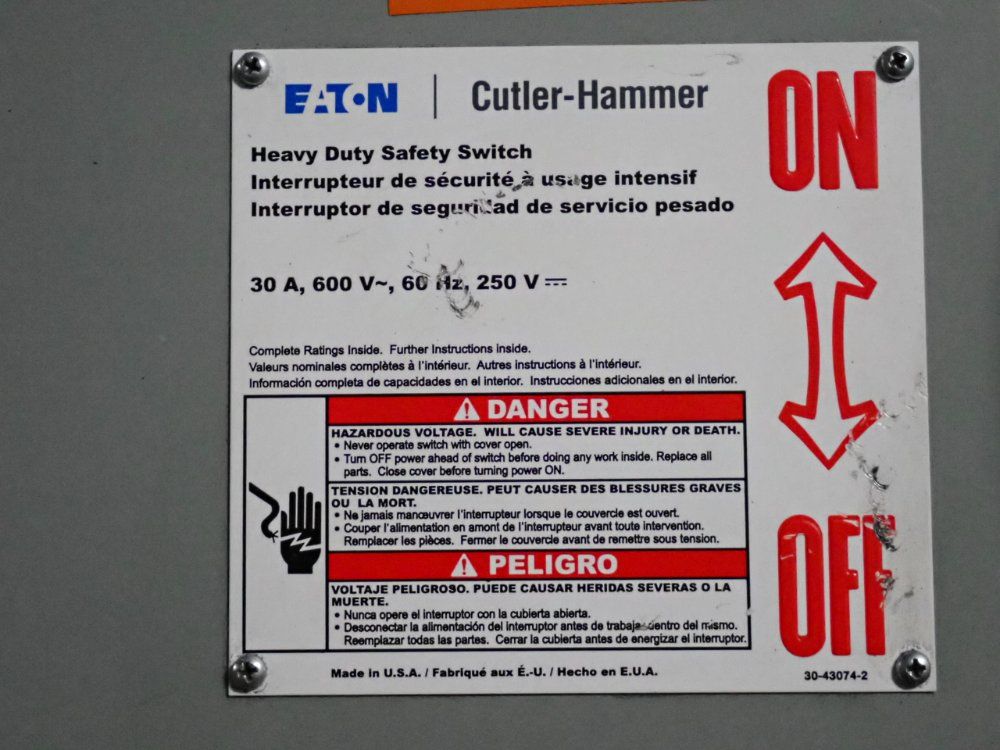 EATON | Cutler-Hammer
ON
Heavy Duty Safety Switch
Interrupteur de sécurité à usage intensif
Interruptor de seguridad de servicio pesado
30 A, 600 V~, 60 Hz, 250 V ⎓
Complete Ratings Inside. Further Instructions Inside.
Valeurs nominales complètes à l'intérieur. Autres instructions à l'intérieur.
Información completa de capacidades en el interior. Instrucciones adicionales en el interior.
⚠ DANGER
HAZARDOUS VOLTAGE. WILL CAUSE SEVERE INJURY OR DEATH.
• Never operate switch with cover open.
• Turn OFF power ahead of switch before doing any work inside. Replace all
parts. Close cover before turning power ON.
TENSION DANGEREUSE. PEUT CAUSER DES BLESSURES GRAVES
OU LA MORT.
• Ne jamais manœuvrer l'interrupteur lorsque le couvercle est ouvert.
• Couper l'alimentation en amont de l'interrupteur avant toute intervention.
Remplacer les pièces. Fermer le couvercle avant de remettre sous tension.
⚠ PELIGRO
VOLTAJE PELIGROSO. PUEDE CAUSAR HERIDAS SEVERAS O LA
MUERTE.
• Nunca opere el interruptor con la cubierta abierta.
• Desconectar la alimentación del interruptor antes de trabajar dentro del mismo.
Reemplazar todas las partes. Cerrar la cubierta antes de energizar el interruptor.
OFF
Made in U.S.A. / Fabriqué aux É.-U. / Hecho en E.U.A.
30-43074-2